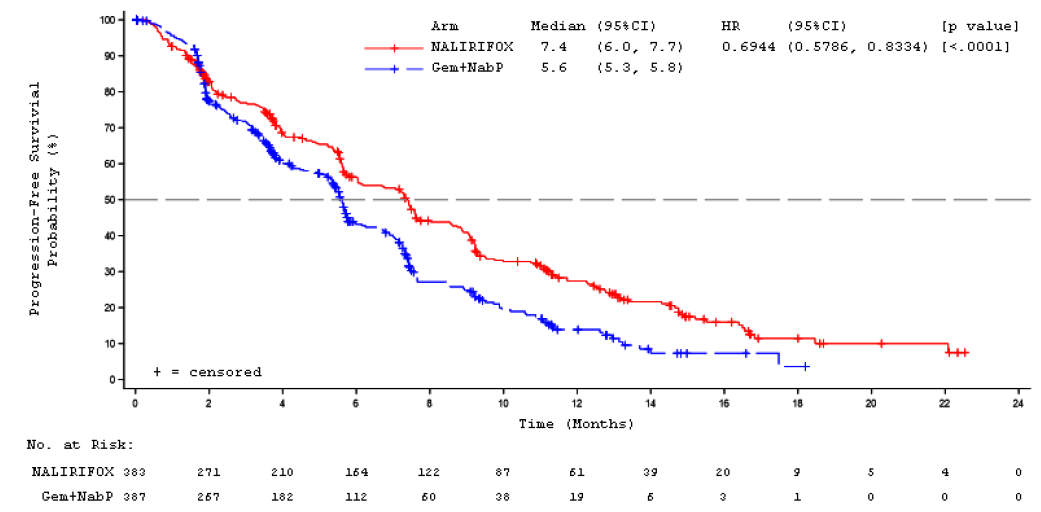 Arm Median (95%CI) HR (95%CI) [p value]
NALIRIFOX 7.4 (6.0, 7.7) 0.6944 (0.5786, 0.8334) [<.0001]
Gem+NabP 5.6 (5.3, 5.8)
Progression-Free Survivial
Probability (%)
100
90
80
70
60
50
40
30
20
10
0
+ = censored
0 2 4 6 8 10 12 14 16 18 20 22 24
Time (Months)
No. at Risk:
NALIRIFOX 383 271 210 164 122 87 61 39 20 9 5 4 0
Gem+NabP 387 267 182 112 60 38 19 6 3 1 0 0 0